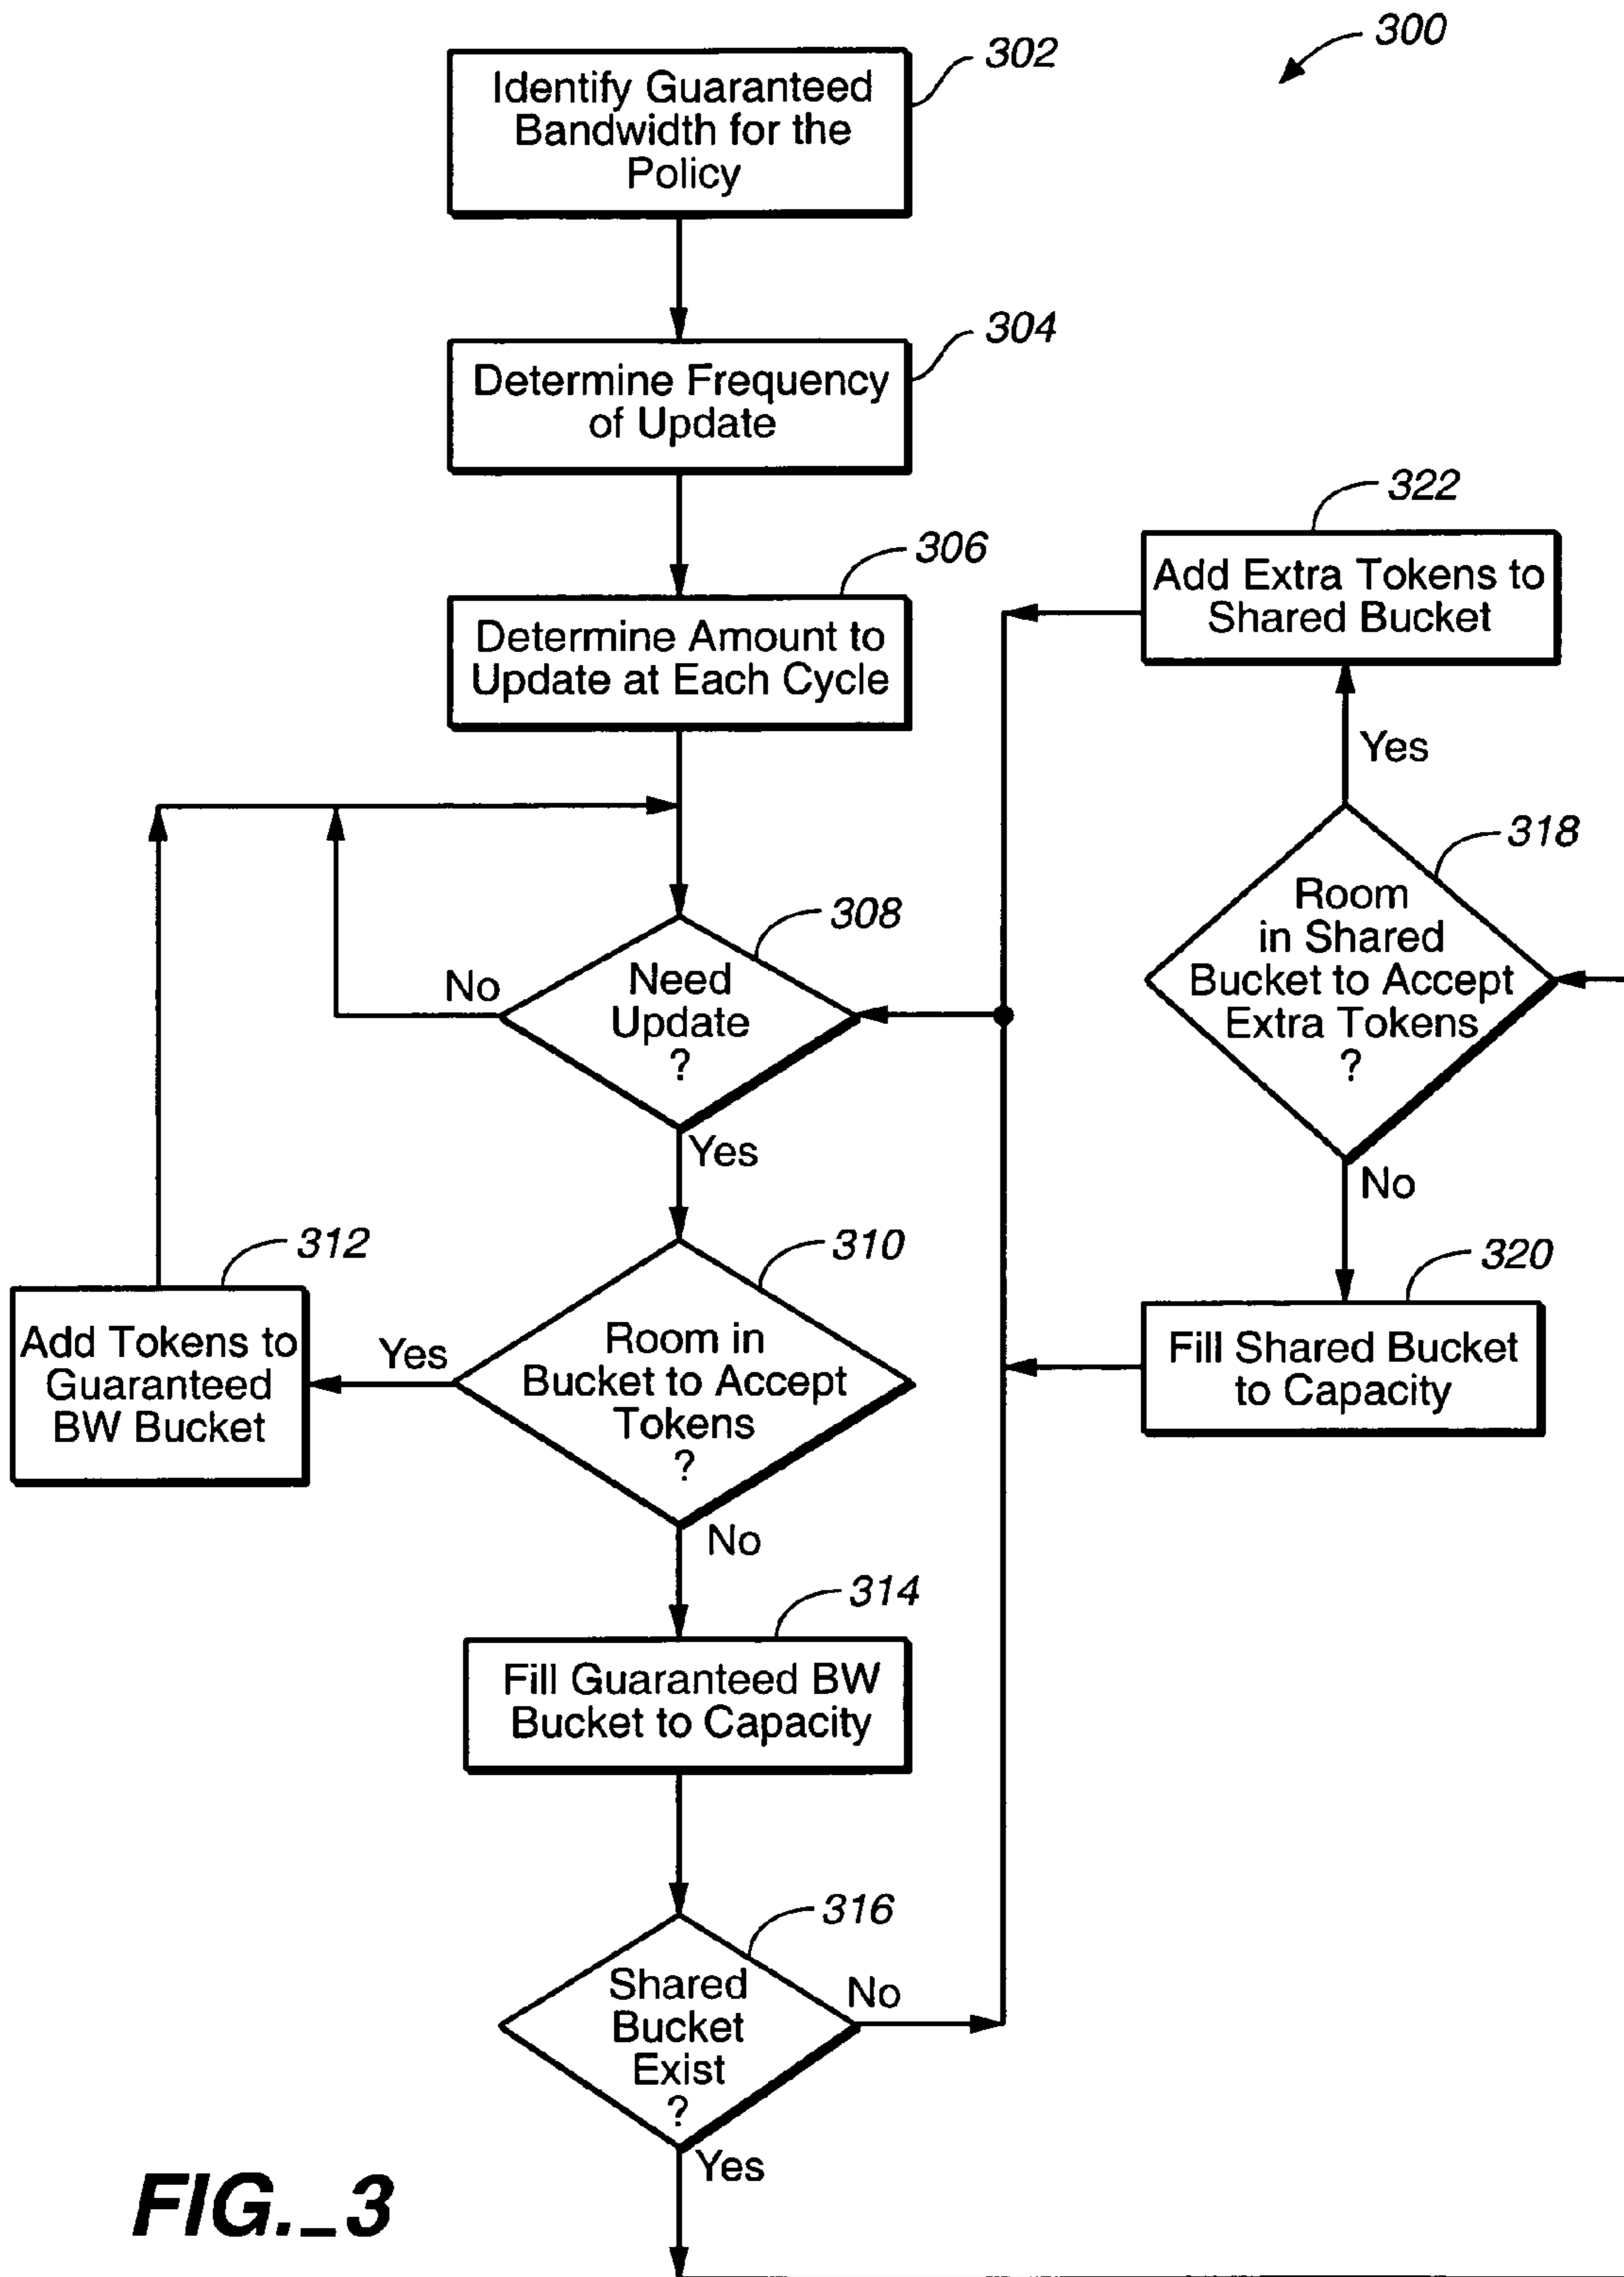 300
302
Identify Guaranteed
Bandwidth for the
Policy
304
Determine Frequency
of Update
306
Determine Amount to
Update at Each Cycle
308
Need
Update
?
No
Yes
310
Room in
Bucket to Accept
Tokens
?
Yes
No
312
Add Tokens to
Guaranteed
BW Bucket
314
Fill Guaranteed BW
Bucket to Capacity
316
Shared
Bucket
Exist
?
No
Yes
322
Add Extra Tokens to
Shared Bucket
Yes
318
Room
in Shared
Bucket to Accept
Extra Tokens
?
No
320
Fill Shared Bucket
to Capacity
FIG._3